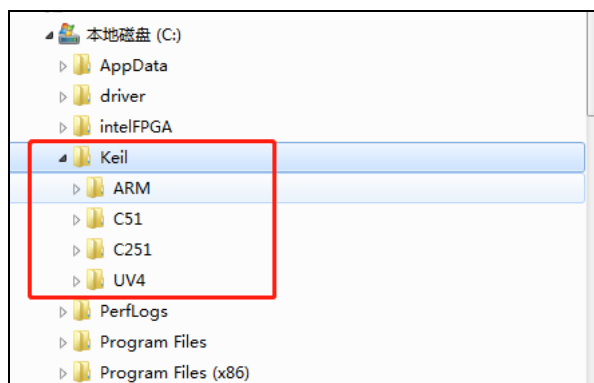 本地磁盘 (C:)
AppData
driver
intelFPGA
Keil
ARM
C51
C251
UV4
PerfLogs
Program Files
Program Files (x86)